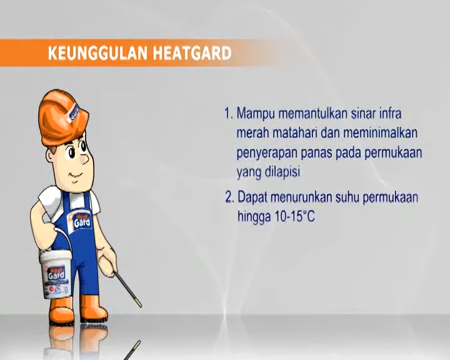 KEUNGGULAN HEATGARD
1. Mampu memantulkan sinar infra
merah matahari dan meminimalkan
penyerapan panas pada permukaan
yang dilapisi
2. Dapat menurunkan suhu permukaan
hingga 10-15°C
Gard
Gard